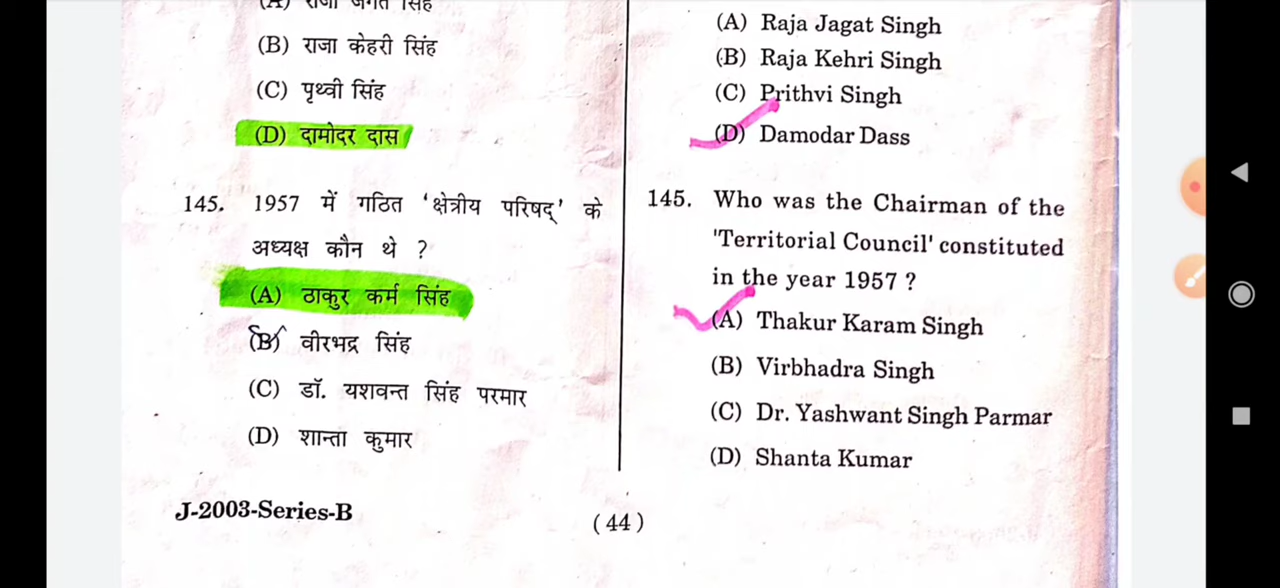 (A) राजा जगत सिंह
(B) राजा केहरी सिंह
(C) पृथ्वी सिंह
(D) दामोदर दास
145. 1957 में गठित ‘क्षेत्रीय परिषद्’ के
अध्यक्ष कौन थे ?
(A) ठाकुर कर्म सिंह
(B) वीरभद्र सिंह
(C) डॉ. यशवन्त सिंह परमार
(D) शान्ता कुमार
J-2003-Series-B
(A) Raja Jagat Singh
(B) Raja Kehri Singh
(C) Prithvi Singh
(D) Damodar Dass
145. Who was the Chairman of the
'Territorial Council' constituted
in the year 1957 ?
(A) Thakur Karam Singh
(B) Virbhadra Singh
(C) Dr. Yashwant Singh Parmar
(D) Shanta Kumar
(44)